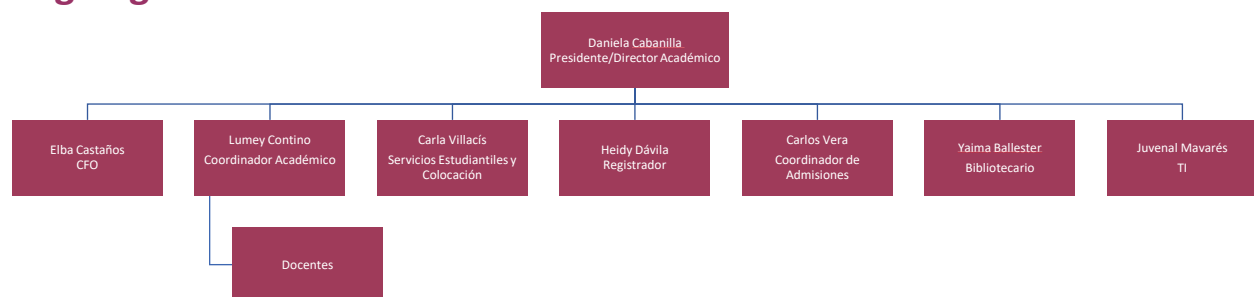 Daniela Cabanilla
Presidente/Director Académico
Elba Castaños
CFO
Lumey Contino
Coordinador Académico
Carla Villacís
Servicios Estudiantiles y
Colocación
Heidy Dávila
Registrador
Carlos Vera
Coordinador de
Admisiones
Yaima Ballester
Bibliotecario
Juvenal Mavarés
TI
Docentes